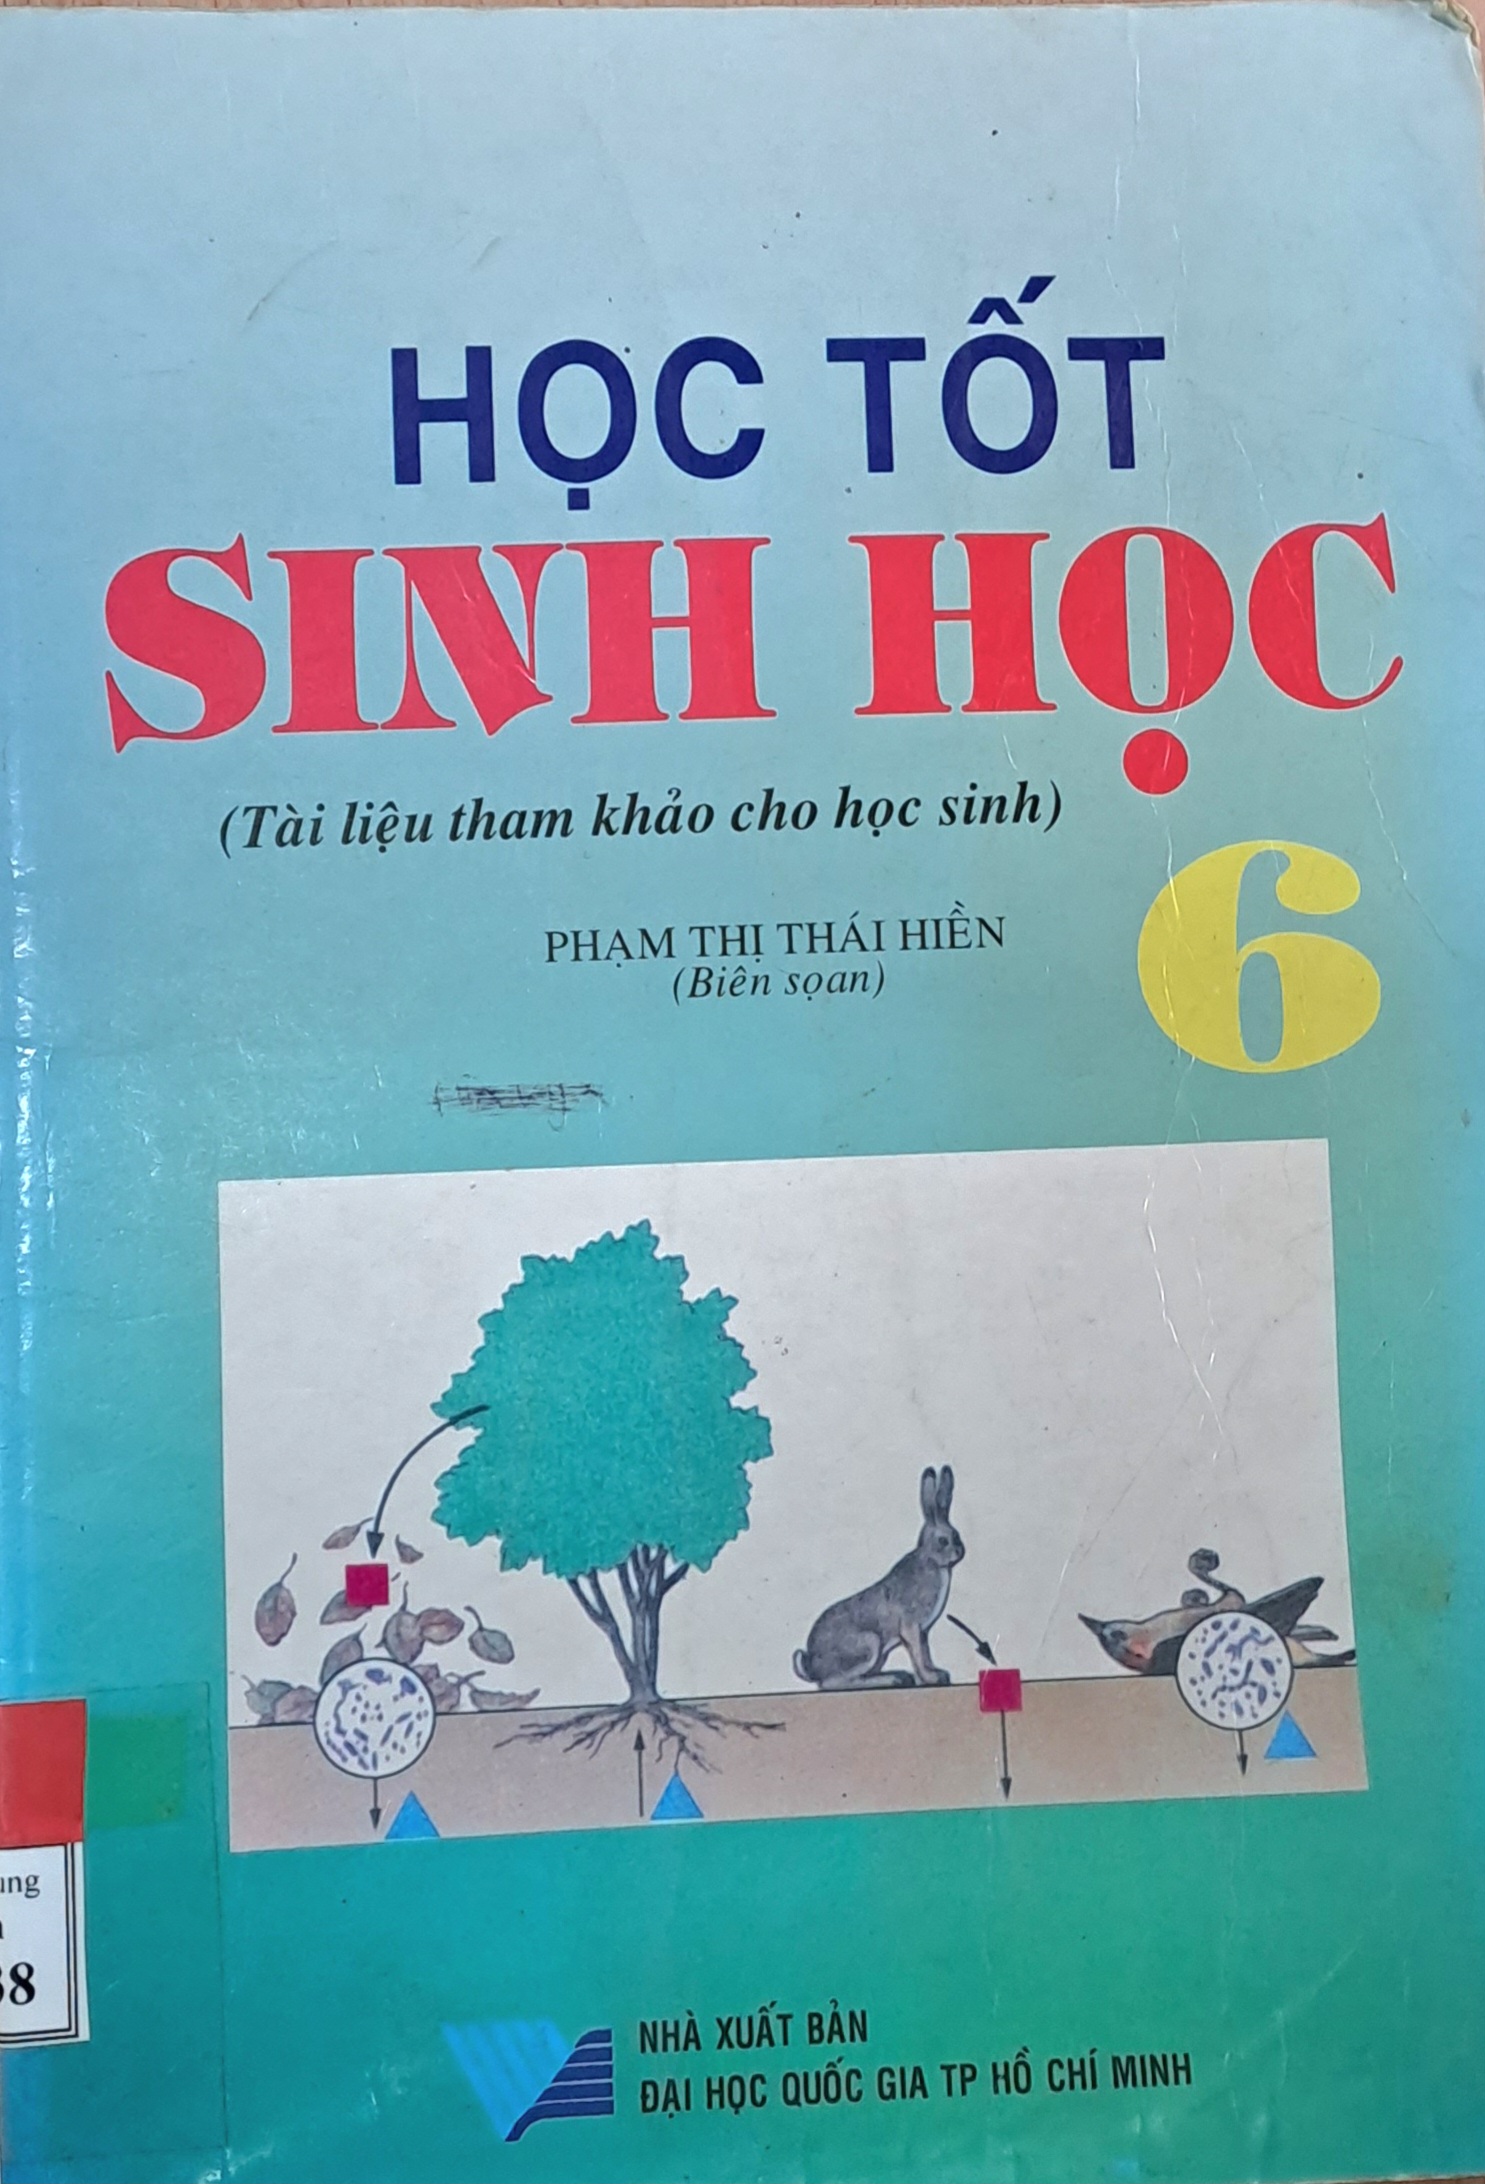 HỌC TỐT
SINH HỌC
(Tài liệu tham khảo cho học sinh)
6
PHẠM THỊ THÁI HIỀN
(Biên sọan)
NHÀ XUẤT BẢN
ĐẠI HỌC QUỐC GIA TP HỒ CHÍ MINH